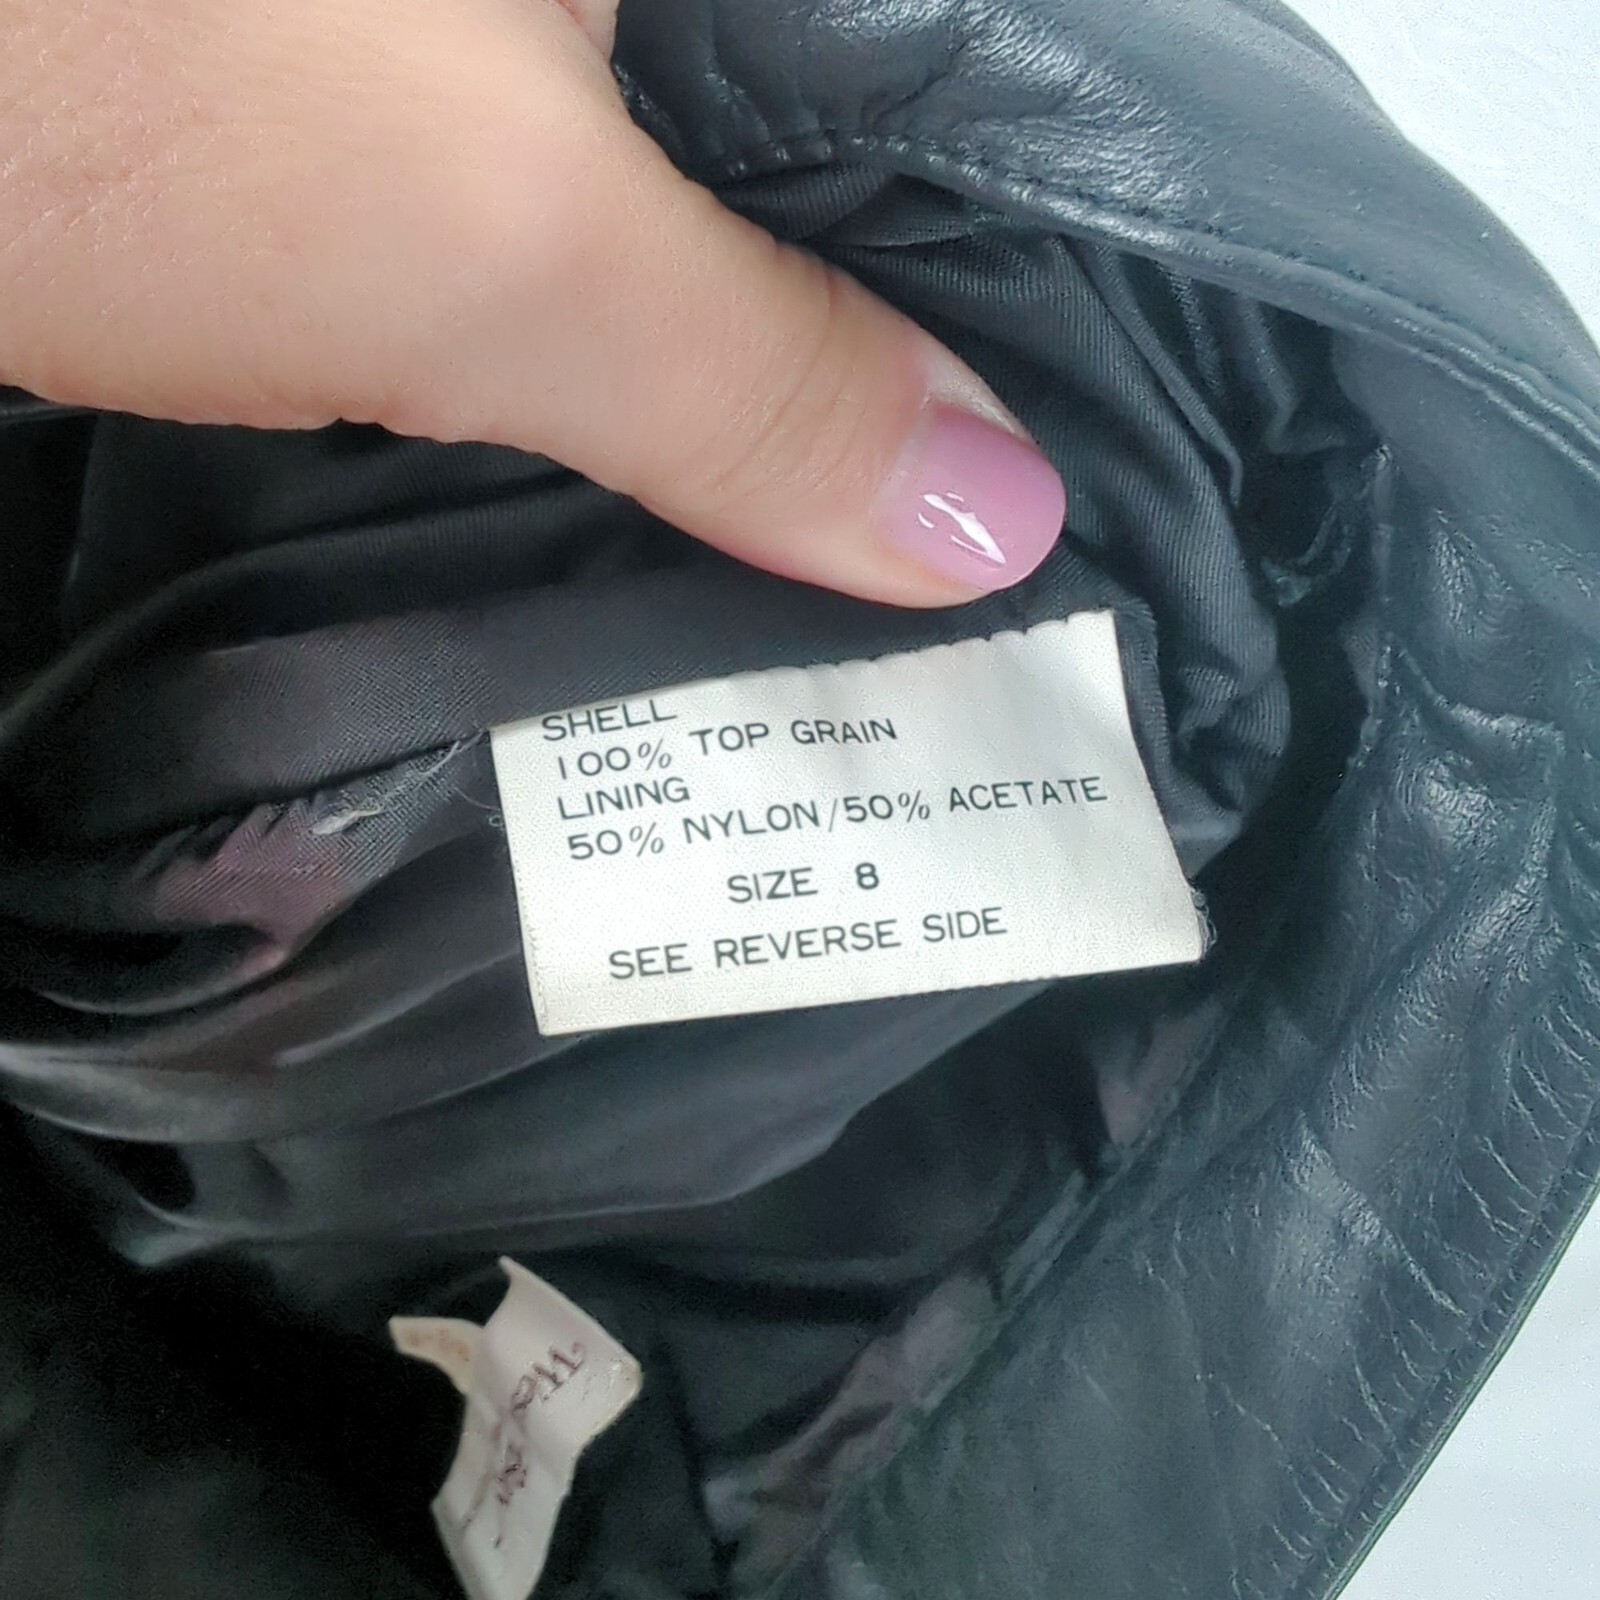 SHELL
100% TOP GRAIN
LINING
50% NYLON/50% ACETATE
SIZE 8
SEE REVERSE SIDE